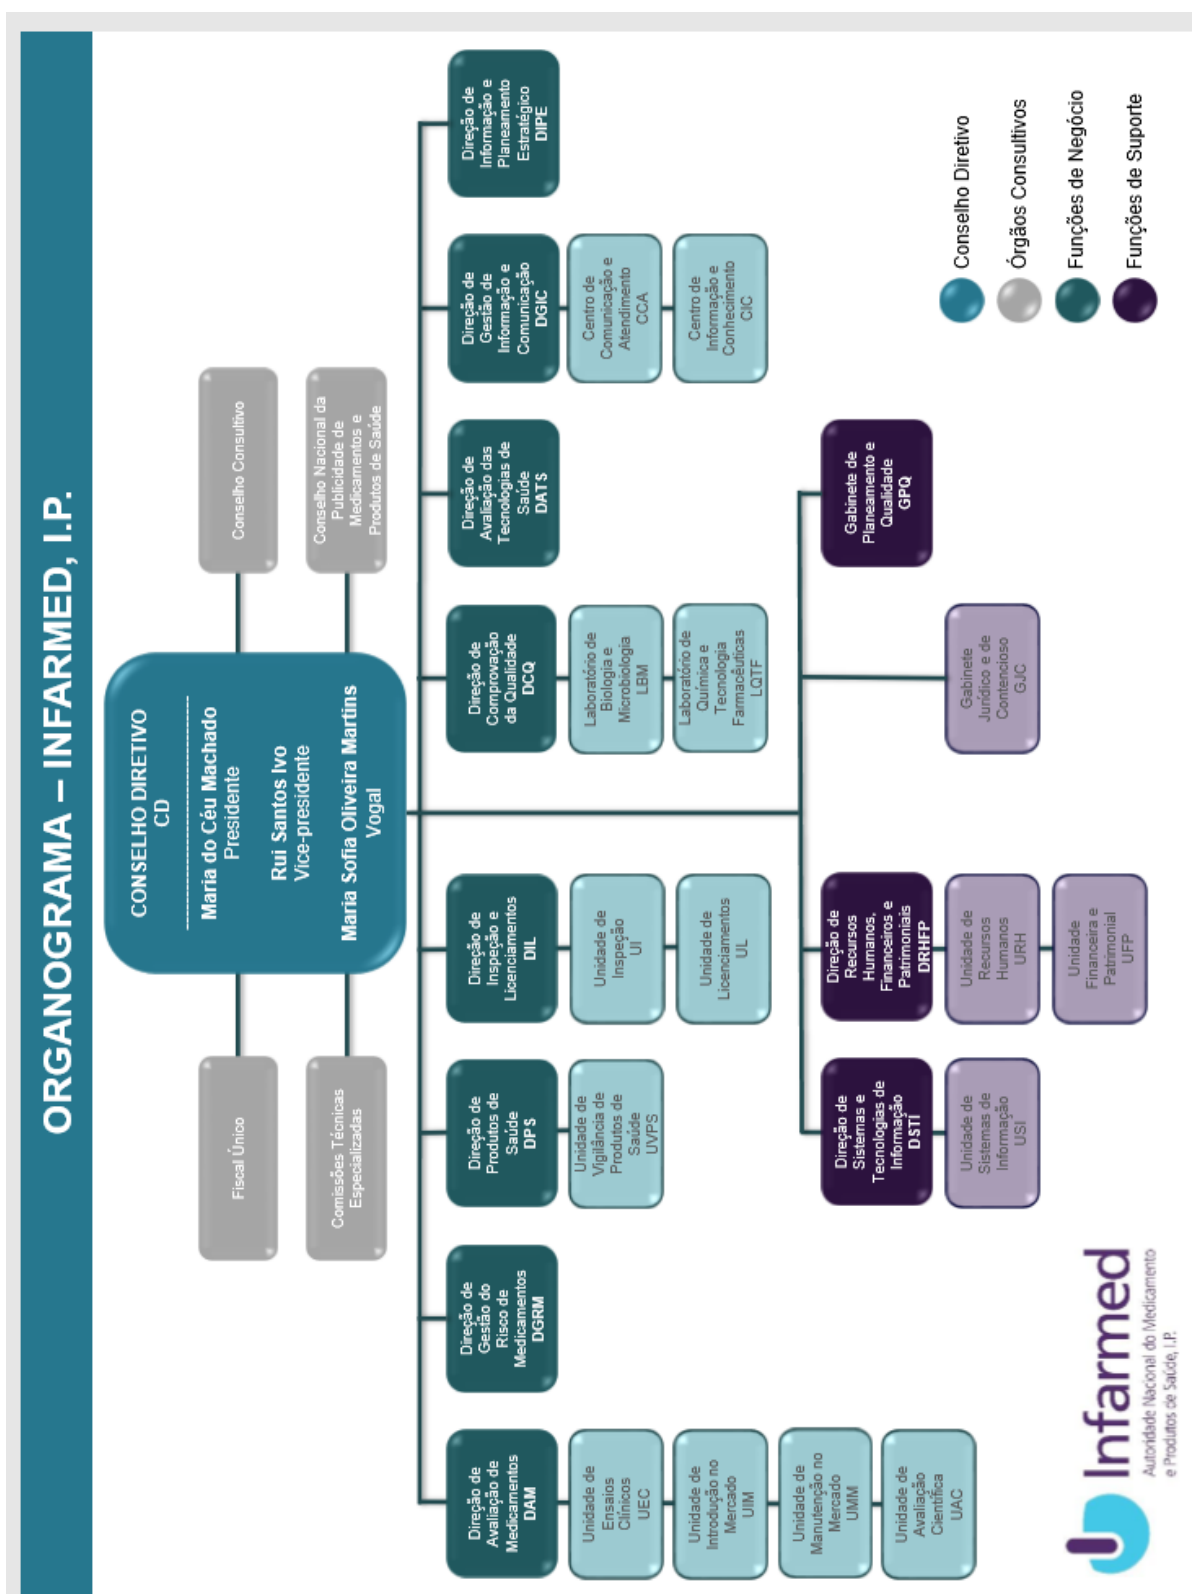 ORGANOGRAMA – INFARMED, I.P.
CONSELHO DIRETIVO
CD
Maria do Céu Machado
Presidente
Rui Santos Ivo
Vice-presidente
Maria Sofia Oliveira Martins
Vogal
Fiscal Único
Conselho Consultivo
Comissões Técnicas
Especializadas
Conselho Nacional da
Publicidade de
Medicamentos e
Produtos de Saúde
Direção de
Avaliação de
Medicamentos
DAM
Unidade de
Ensaios
Clínicos
UEC
Unidade de
Introdução no
Mercado
UIM
Unidade de
Manutenção no
Mercado
UMM
Unidade de
Avaliação
Científica
UAC
Direção de
Gestão do
Risco de
Medicamentos
DGRM
Direção de
Produtos de
Saúde
DPS
Unidade de
Vigilância de
Produtos de
Saúde
UVPS
Direção de
Inspeção e
Licenciamentos
DIL
Unidade de
Inspeção
UI
Unidade de
Licenciamentos
UL
Direção de
Comprovação
da Qualidade
DCQ
Laboratório de
Biologia e
Microbiologia
LBM
Laboratório de
Química e
Tecnologia
Farmacêuticas
LQTF
Direção de
Avaliação das
Tecnologias de
Saúde
DATS
Direção de
Gestão de
Informação e
Comunicação
DGIC
Centro de
Comunicação e
Atendimento
CCA
Centro de
Informação e
Conhecimento
CIC
Direção de
Informação e
Planeamento
Estratégico
DIPE
Direção de
Sistemas e
Tecnologias de
Informação
DSTI
Unidade de
Sistemas de
Informação
USI
Direção de
Recursos
Humanos,
Financeiros e
Patrimoniais
DRHFP
Unidade de
Recursos
Humanos
URH
Unidade
Financeira e
Patrimonial
UFP
Gabinete
Jurídico e de
Contencioso
GJC
Gabinete de
Planeamento e
Qualidade
GPQ
Conselho Diretivo
Órgãos Consultivos
Funções de Negócio
Funções de Suporte
Infarmed
Autoridade Nacional do Medicamento
e Produtos de Saúde, I.P.